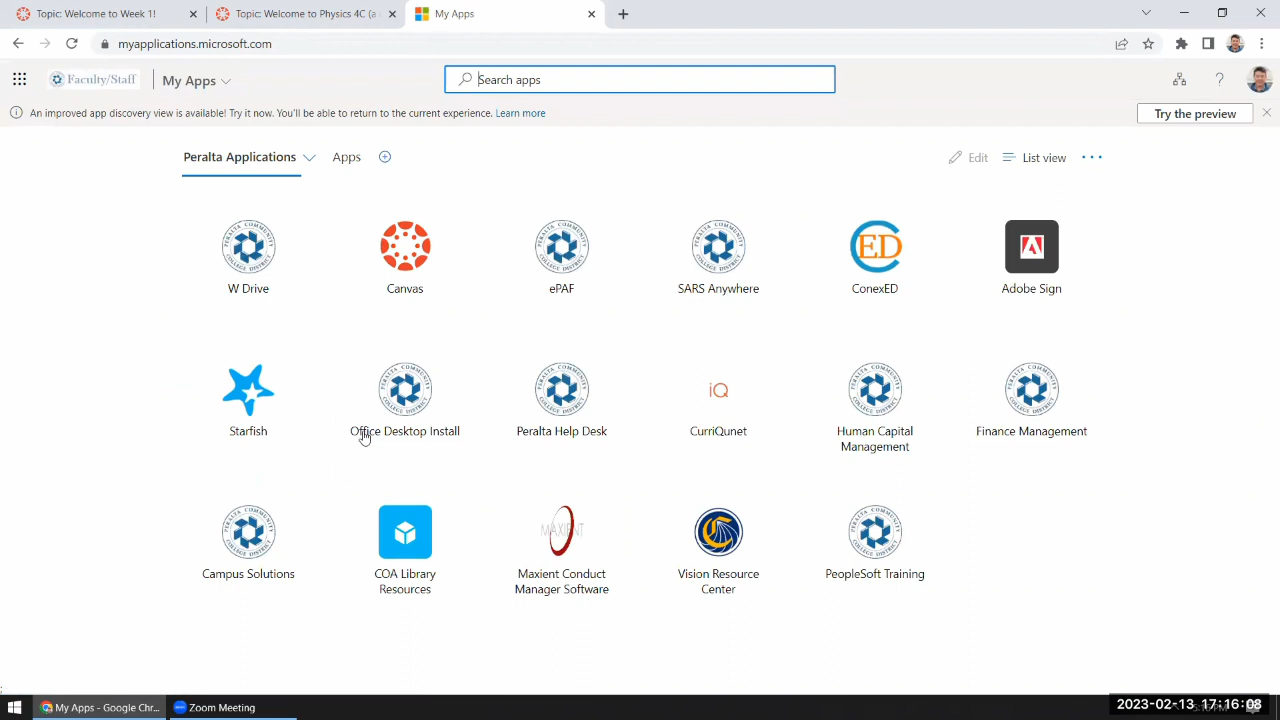 Topic: Welcome to Week
Topic: Welcome to Physics 4C (a
My Apps
myapplications.microsoft.com
Faculty/Staff
My Apps
Search apps
An improved app discovery view is available! Try it now. You'll be able to return to the current experience. Learn more
Try the preview
Peralta Applications
Apps
Edit
List view
W Drive
Canvas
ePAF
SARS Anywhere
ED
ConexED
Adobe Sign
Starfish
Office Desktop Install
Peralta Help Desk
iQ
CurriQunet
Human Capital
Management
Finance Management
Campus Solutions
COA Library
Resources
MAXIENT
Maxient Conduct
Manager Software
Vision Resource
Center
PeopleSoft Training
My Apps - Google Chr...
Zoom Meeting
2023-02-13 17:16:08